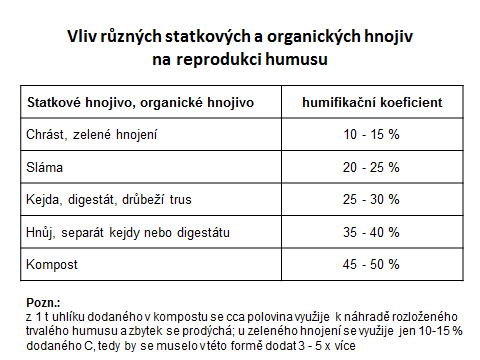 Vliv různých statkových a organických hnojiv
na reprodukci humusu
Statkové hnojivo, organické hnojivo humifikační koeficient
Chrást, zelené hnojení 10 - 15 %
Sláma 20 - 25 %
Kejda, digestát, drůbeží trus 25 - 30 %
Hnůj, separát kejdy nebo digestátu 35 - 40 %
Kompost 45 - 50 %
Pozn.:
z 1 t uhlíku dodaného v kompostu se cca polovina využije k náhradě rozloženého
trvalého humusu a zbytek se prodýchá; u zeleného hnojení se využije jen 10-15 %
dodaného C, tedy by se muselo v této formě dodat 3 - 5 x více